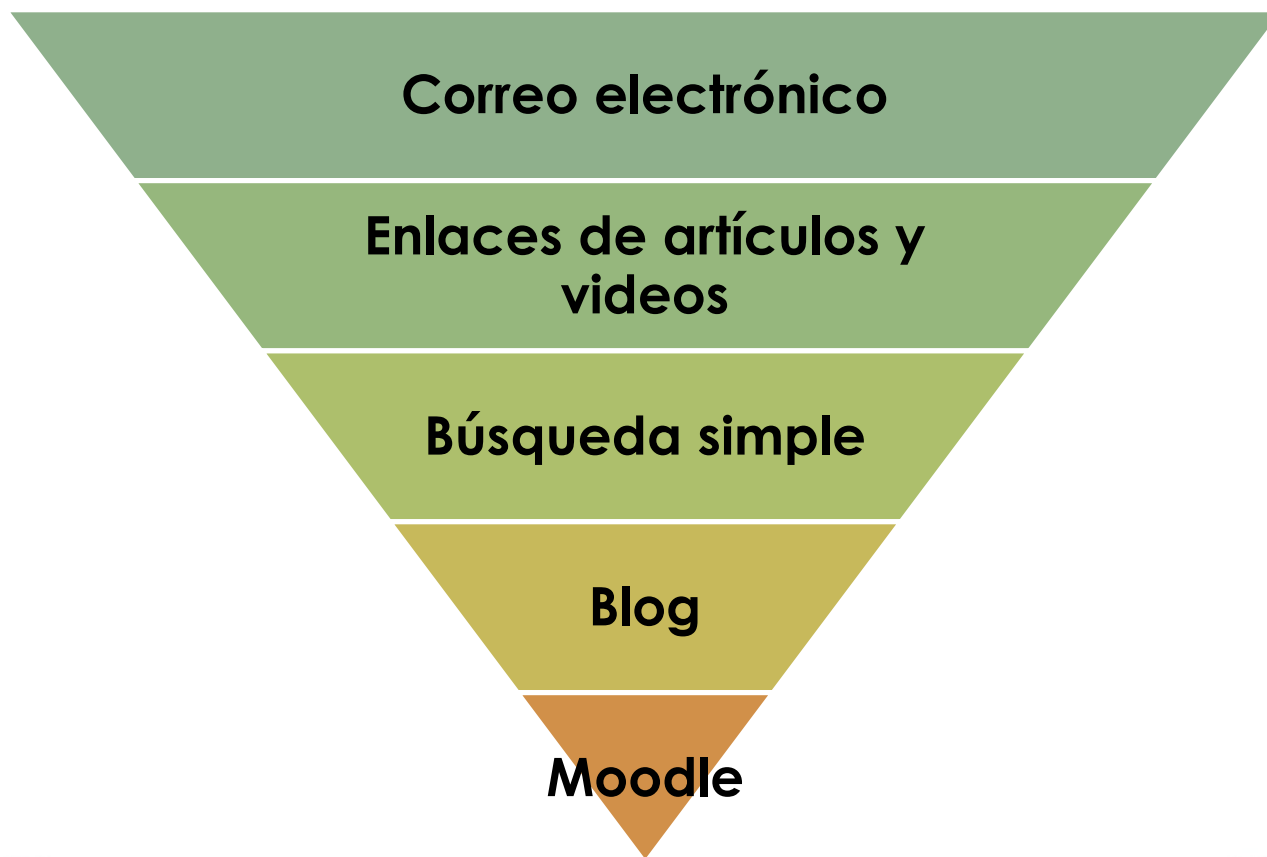 Correo electrónico
Enlaces de artículos y
videos
Búsqueda simple
Blog
Moodle